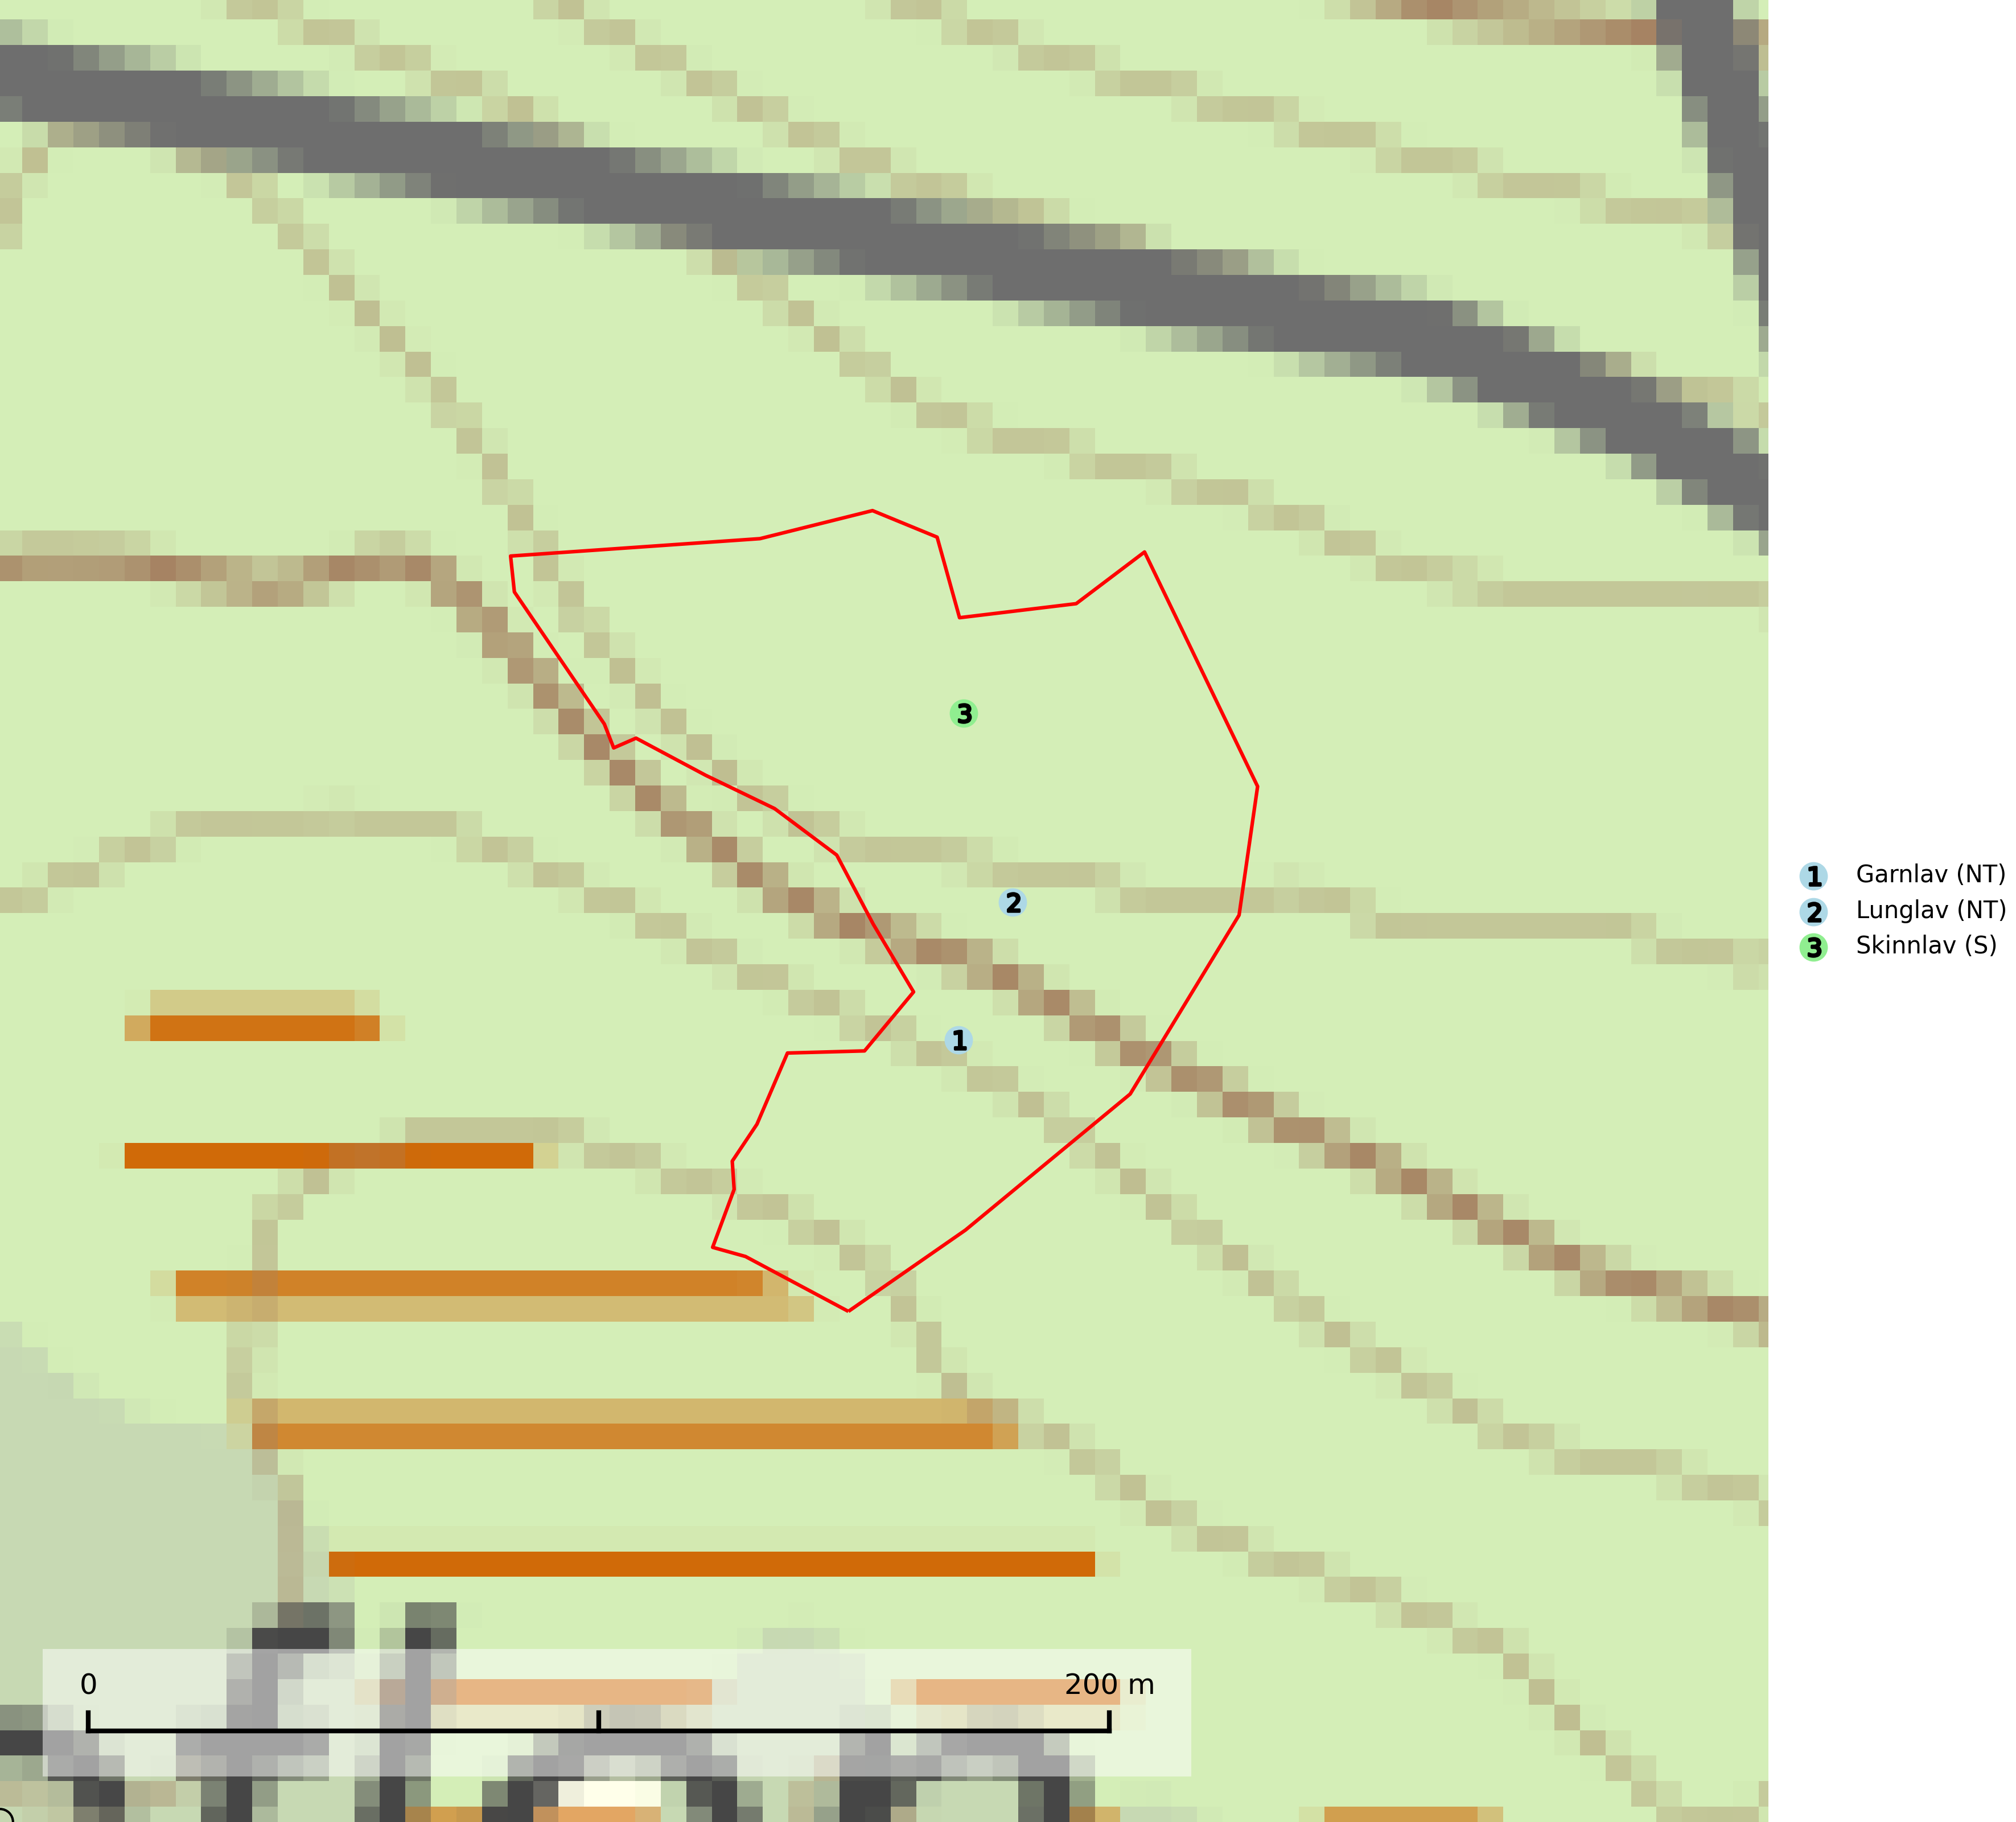 3
2
1
1 Garnlav (NT)
2 Lunglav (NT)
3 Skinnlav (S)
0 200 m